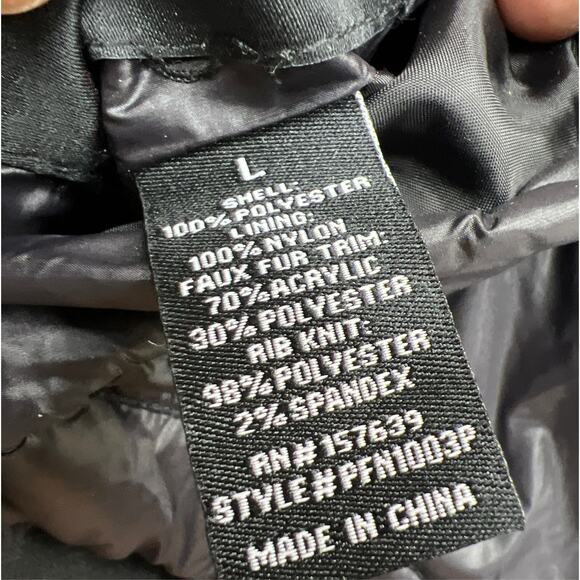 L
SHELL:
100% POLYESTER
LINING:
100% NYLON
FAUX FUR TRIM:
70% ACRYLIC
30% POLYESTER
RIB KNIT:
98% POLYESTER
2% SPANDEX
RN# 157639
STYLE# PFN1003P
MADE IN CHINA